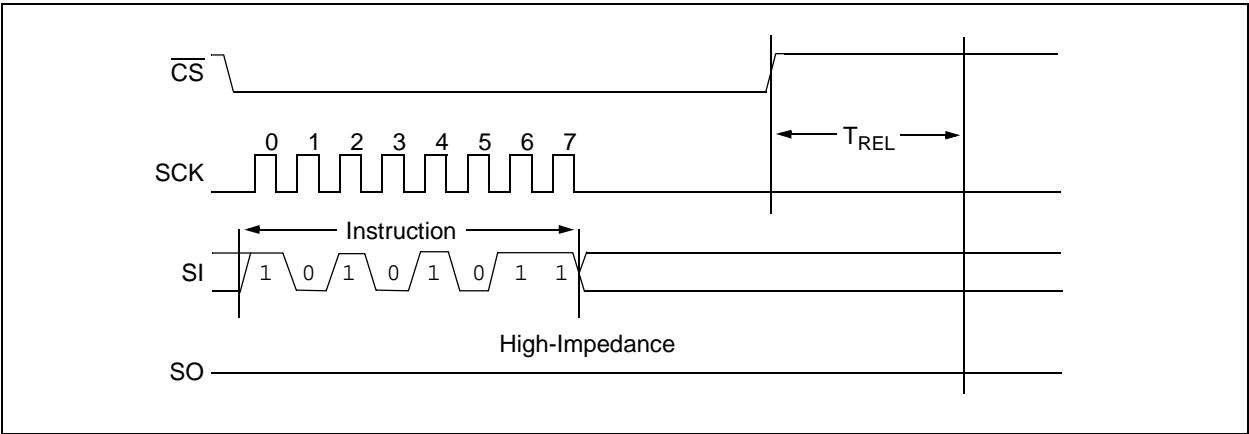 CS
T_REL
0 1 2 3 4 5 6 7
SCK
Instruction
SI 1 0 1 0 1 0 1 1
High-Impedance
SO